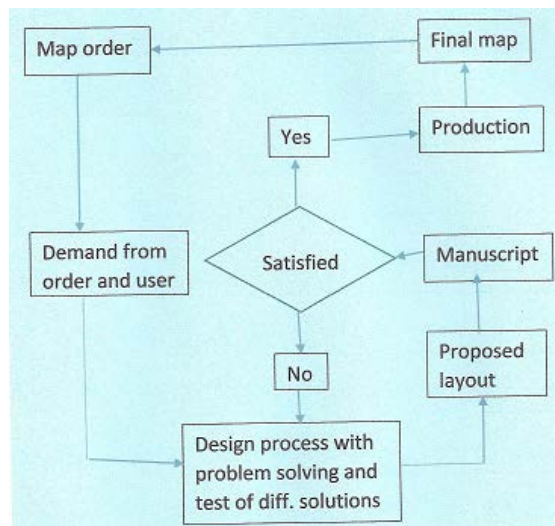 Map order
Final map
Yes
Production
Demand from
order and user
Satisfied
Manuscript
No
Proposed
layout
Design process with
problem solving and
test of diff. solutions